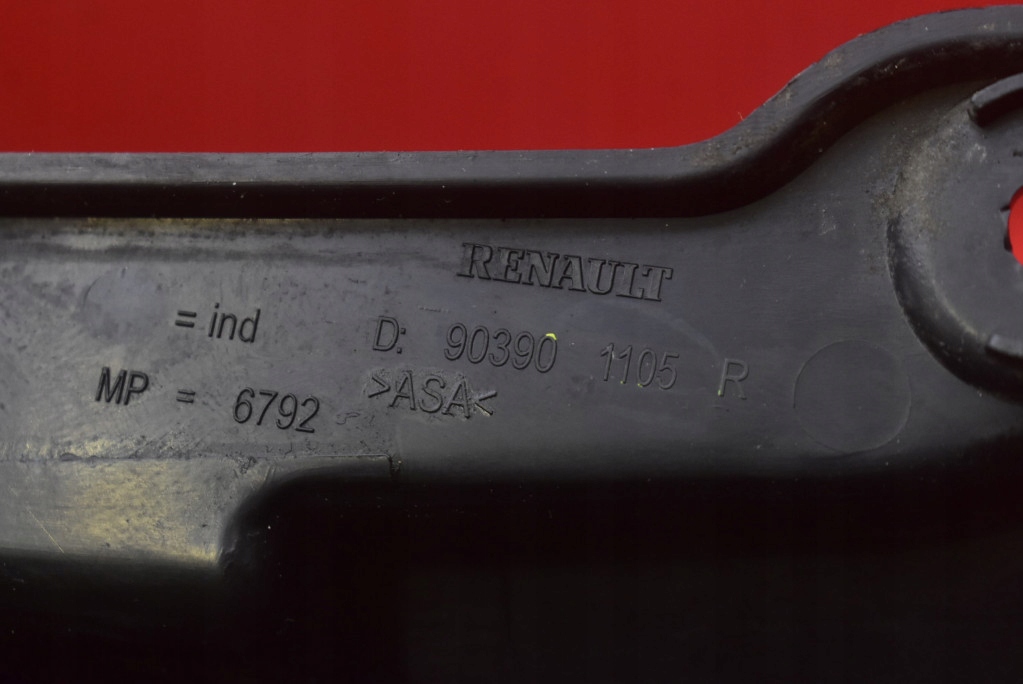 RENAULT
= ind D: 90390 1105 R
MP = 6792 >ASA<